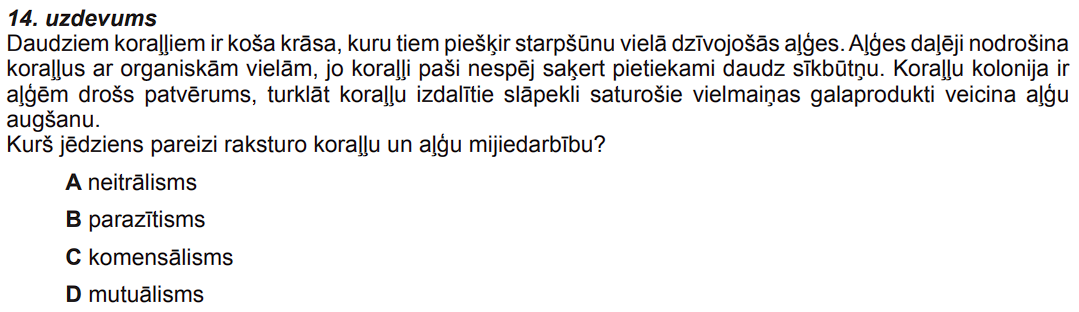 14. uzdevums
Daudziem koraļļiem ir koša krāsa, kuru tiem piešķir starpšūnu vielā dzīvojošās aļģes. Aļģes daļēji nodrošina
koraļļus ar organiskām vielām, jo koraļļi paši nespēj saķert pietiekami daudz sīkbūtņu. Koraļļu kolonija ir
aļģēm drošs patvērums, turklāt koraļļu izdalītie slāpekli saturošie vielmaiņas galaprodukti veicina aļģu
augšanu.
Kurš jēdziens pareizi raksturo koraļļu un aļģu mijiedarbību?
A neitrālisms
B parazītisms
C komensālisms
D mutuālisms